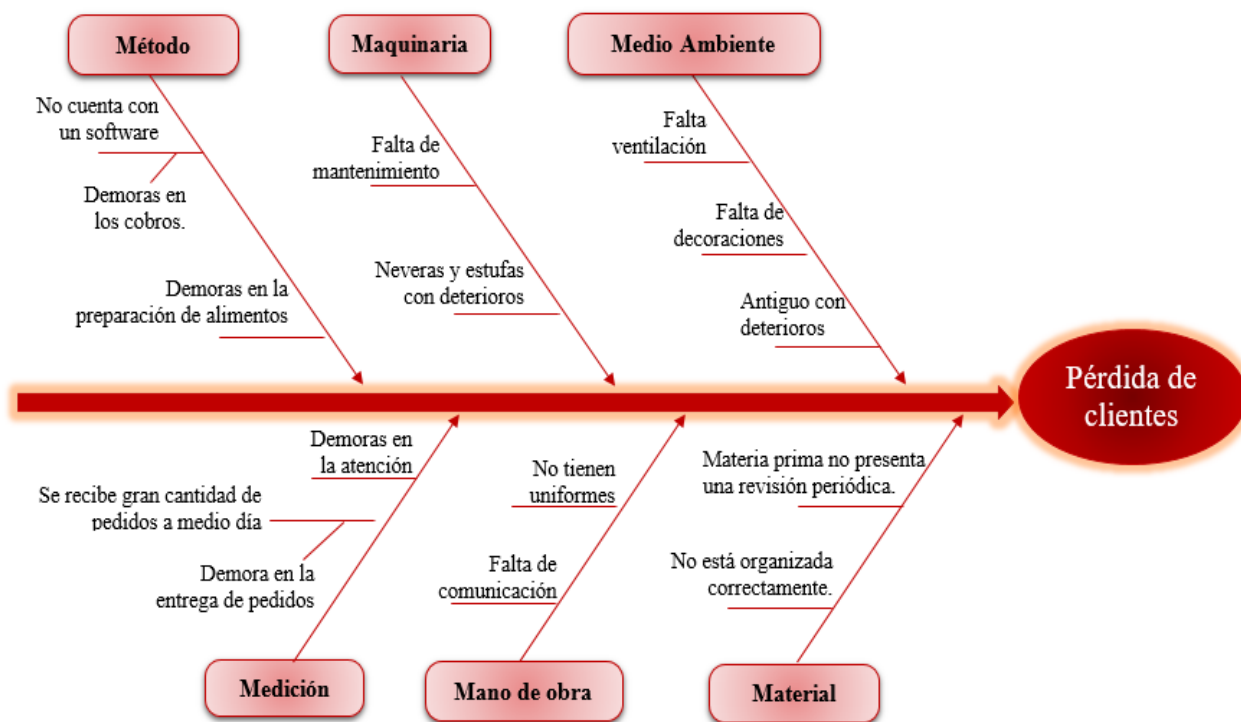 Método
Maquinaria
Medio Ambiente
No cuenta con
un software
Demoras en
los cobros.
Demoras en la
preparación de alimentos
Falta de
mantenimiento
Neveras y estufas
con deterioros
Falta
ventilación
Falta de
decoraciones
Antiguo con
deterioros
Pérdida de
clientes
Demoras en
la atención
Se recibe gran cantidad de
pedidos a medio día
Demora en la
entrega de pedidos
No tienen
uniformes
Falta de
comunicación
Materia prima no presenta
una revisión periódica.
No está organizada
correctamente.
Medición
Mano de obra
Material